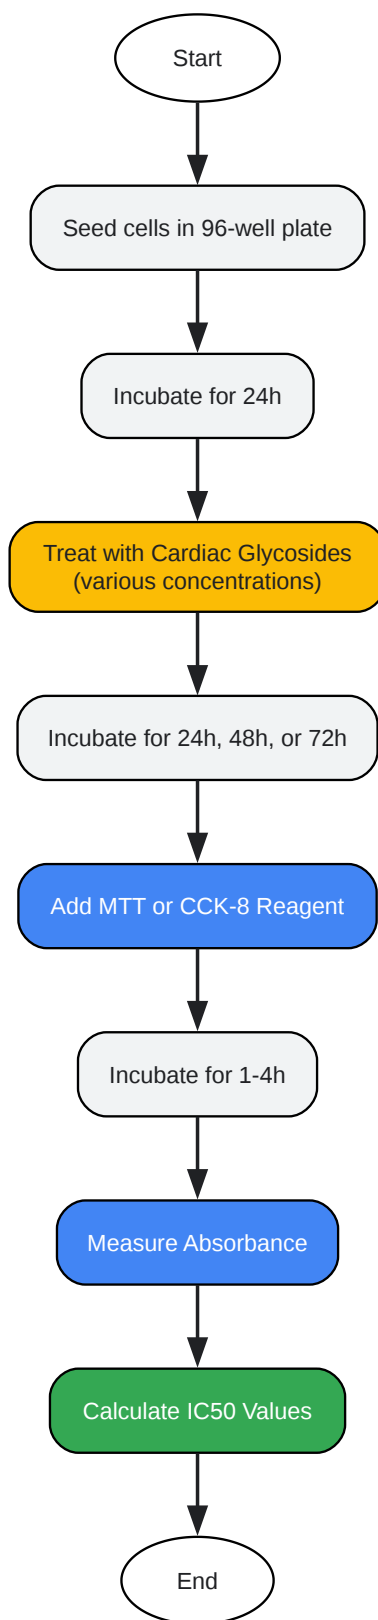 Start
Seed cells in 96-well plate
Incubate for 24h
Treat with Cardiac Glycosides
(various concentrations)
Incubate for 24h, 48h, or 72h
Add MTT or CCK-8 Reagent
Incubate for 1-4h
Measure Absorbance
Calculate IC50 Values
End